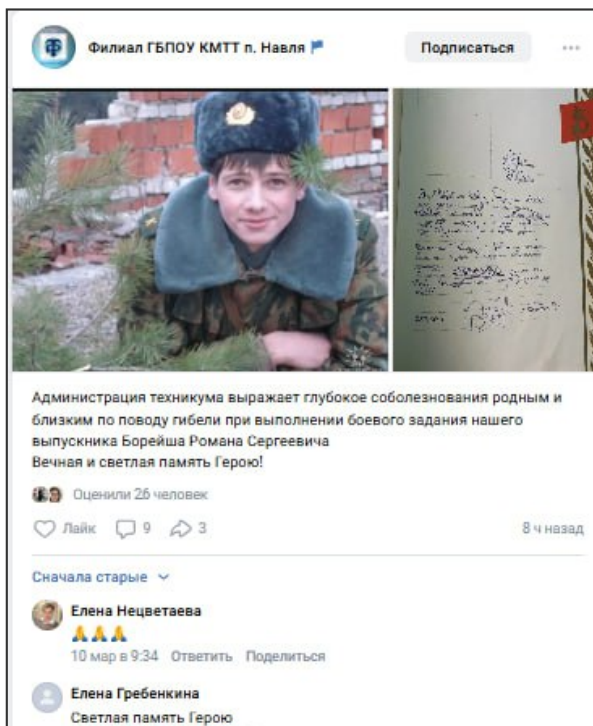 Филиал ГБПОУ КМТТ п. Навля
Подписаться
Администрация техникума выражает глубокое соболезнования родным и
близким по поводу гибели при выполнении боевого задания нашего
выпускника Борейша Романа Сергеевича
Вечная и светлая память Герою!
Оценили 26 человек
Лайк 9 3
8 ч назад
Сначала старые
Елена Нецветаева
🙏🙏🙏
10 мар в 9:34 Ответить Поделиться
Елена Гребенкина
Светлая память Герою